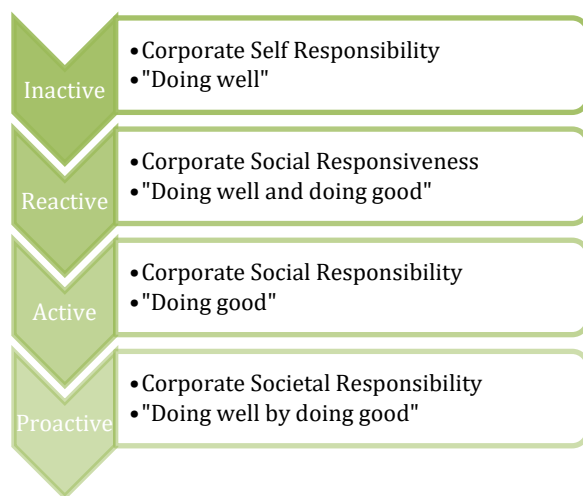 Inactive
•Corporate Self Responsibility
•"Doing well"
Reactive
•Corporate Social Responsiveness
•"Doing well and doing good"
Active
•Corporate Social Responsibility
•"Doing good"
Proactive
•Corporate Societal Responsibility
•"Doing well by doing good"